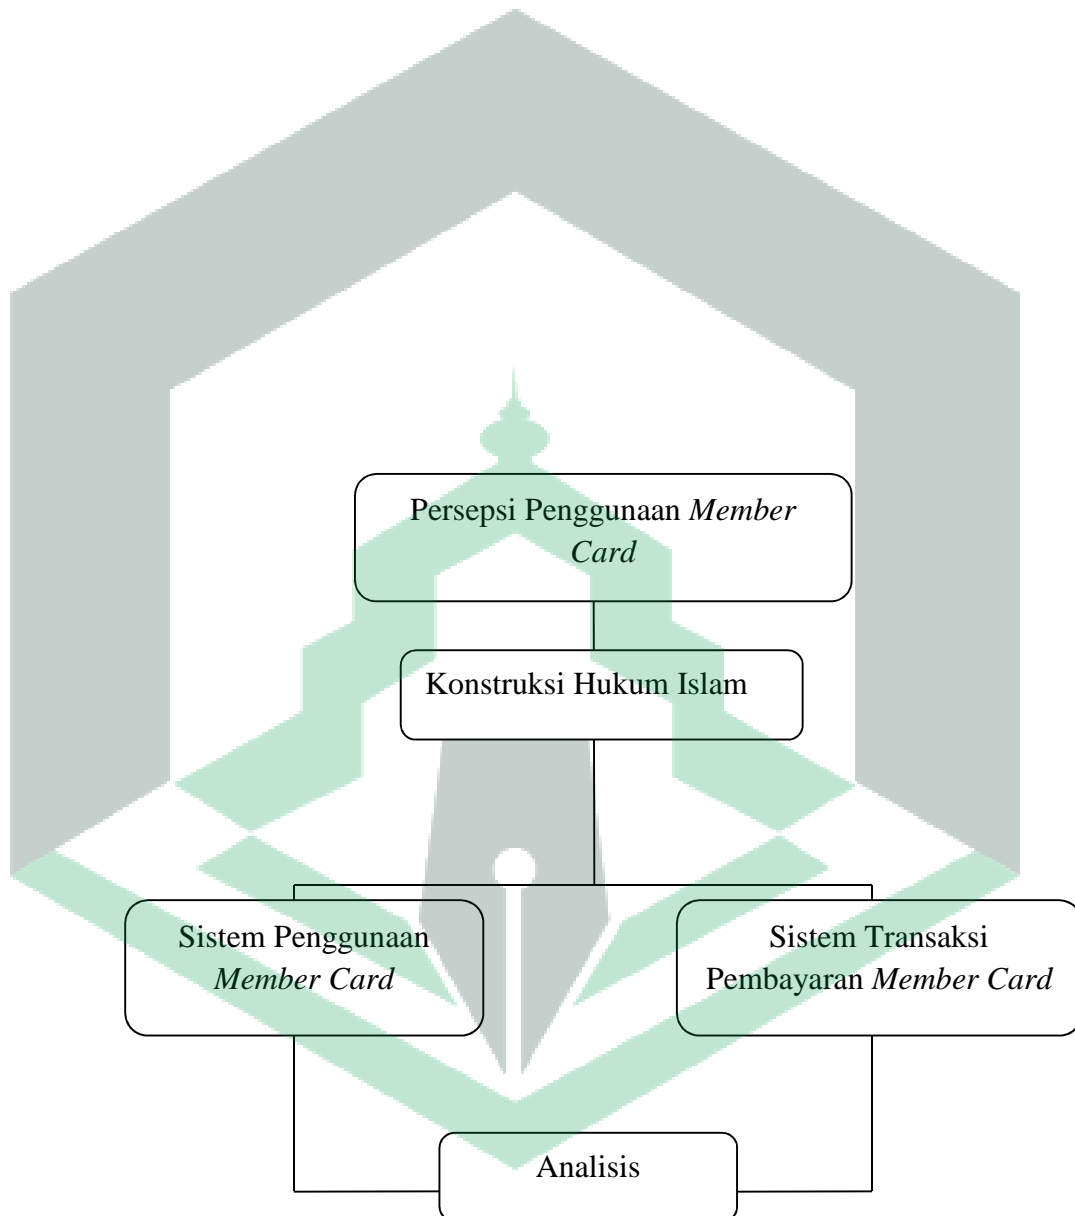 Persepsi Penggunaan Member
Card
Konstruksi Hukum Islam
Sistem Penggunaan
Member Card
Sistem Transaksi
Pembayaran Member Card
Analisis